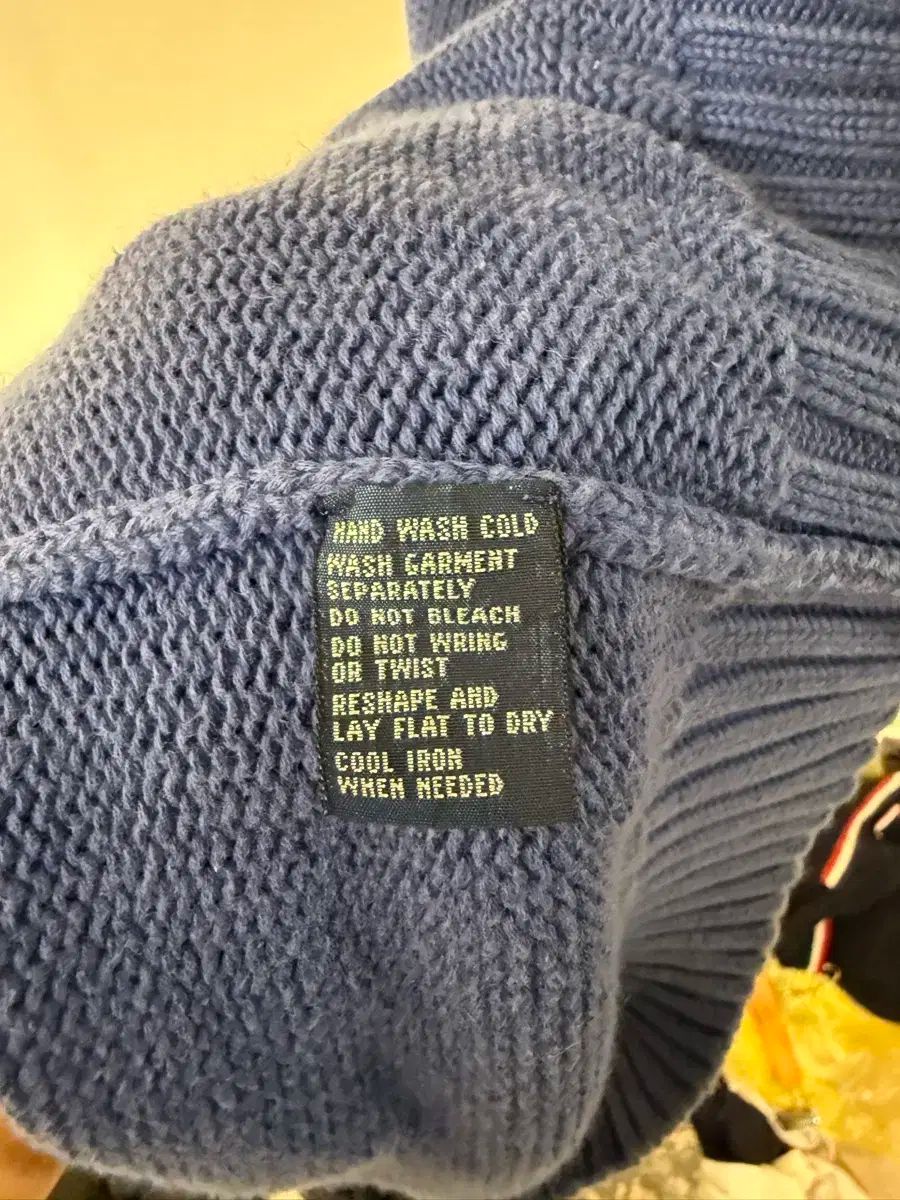 HAND WASH COLD
WASH GARMENT
SEPARATELY
DO NOT BLEACH
DO NOT WRING
OR TWIST
RESHAPE AND
LAY FLAT TO DRY
COOL IRON
WHEN NEEDED